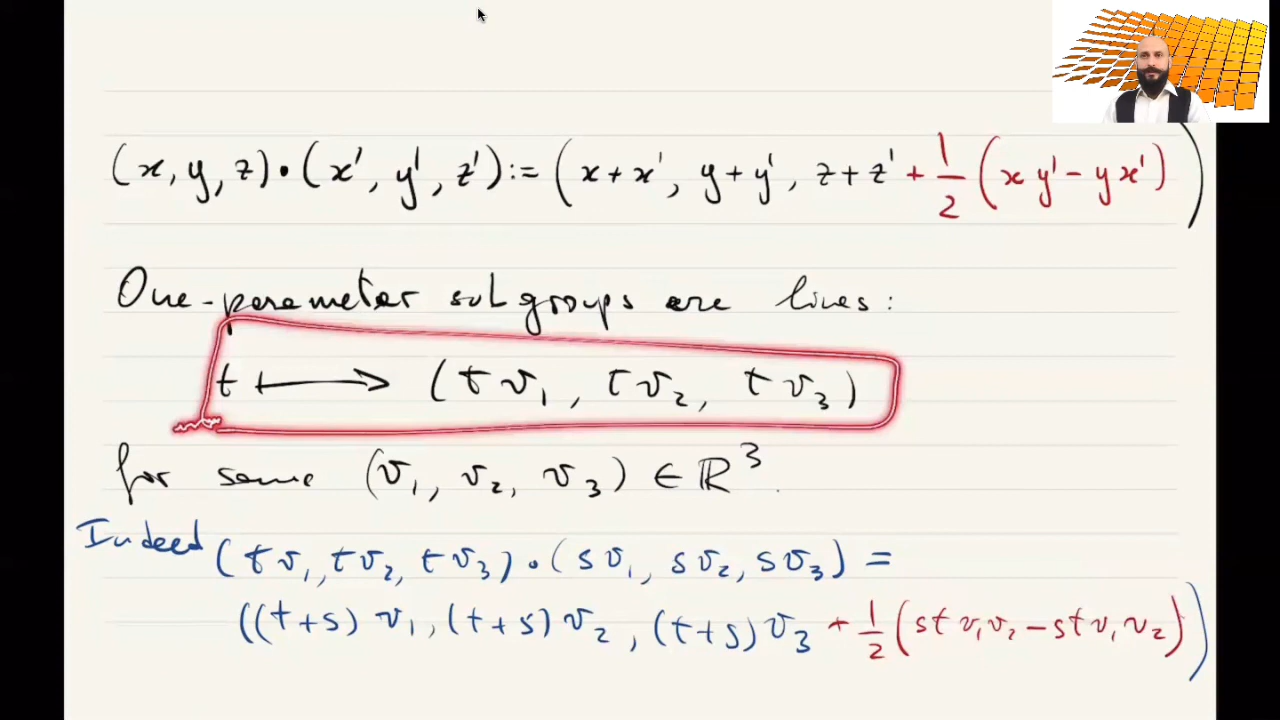 (x, y, z) • (x', y', z') := (x + x', y + y', z + z' + 1/2 (x y' - y x'))
One-parameter subgroups are lines:
t ⟼ (t v₁, t v₂, t v₃)
for some (v₁, v₂, v₃) ∈ ℝ³.
Indeed (t v₁, t v₂, t v₃) • (s v₁, s v₂, s v₃) =
((t+s) v₁, (t+s) v₂, (t+s) v₃ + 1/2 (s t v₁ v₂ - s t v₁ v₂))